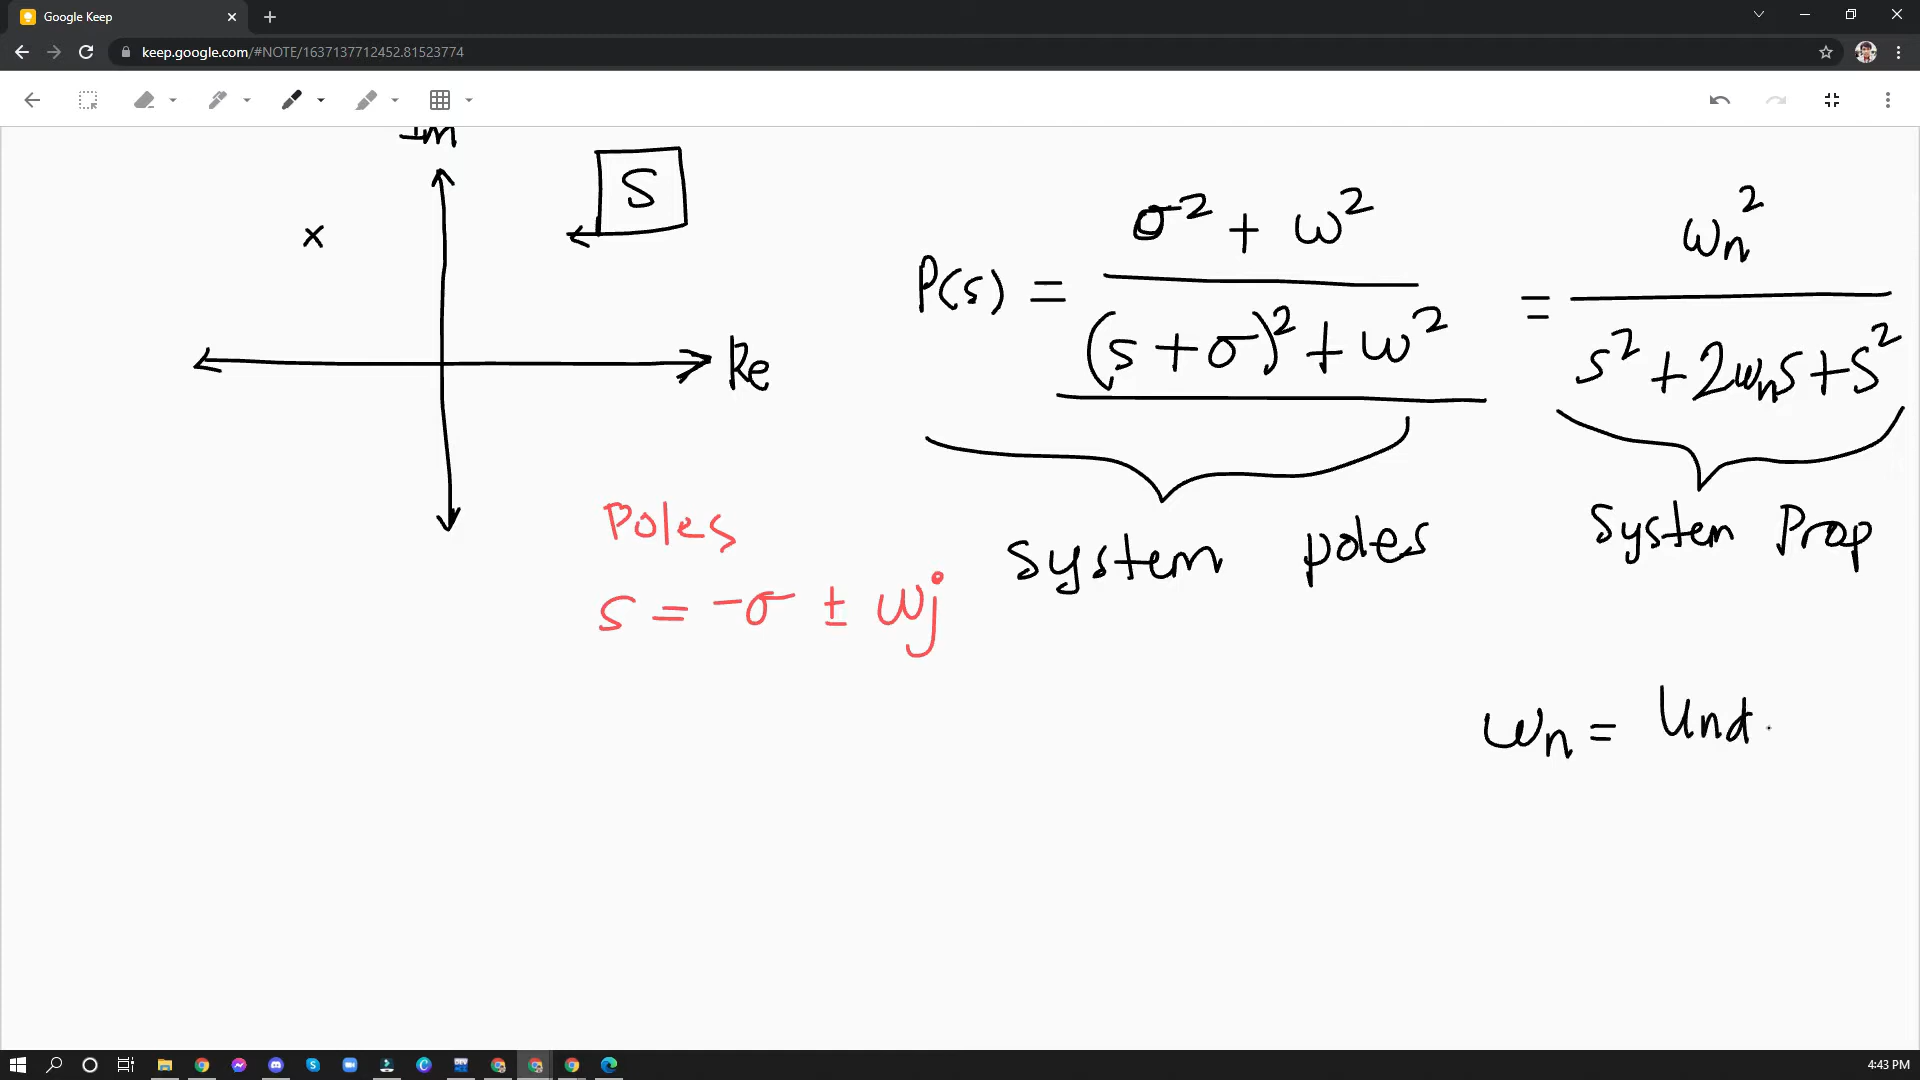 Google Keep
keep.google.com/#NOTE/1637137712452.81523774
Im
S
Re
P(s) = σ² + ω² / (s + σ)² + ω² = ωn² / s² + 2ωns + s²
system poles
System Prop
Poles
s = -σ ± ωj
ωn = Und
4:43 PM